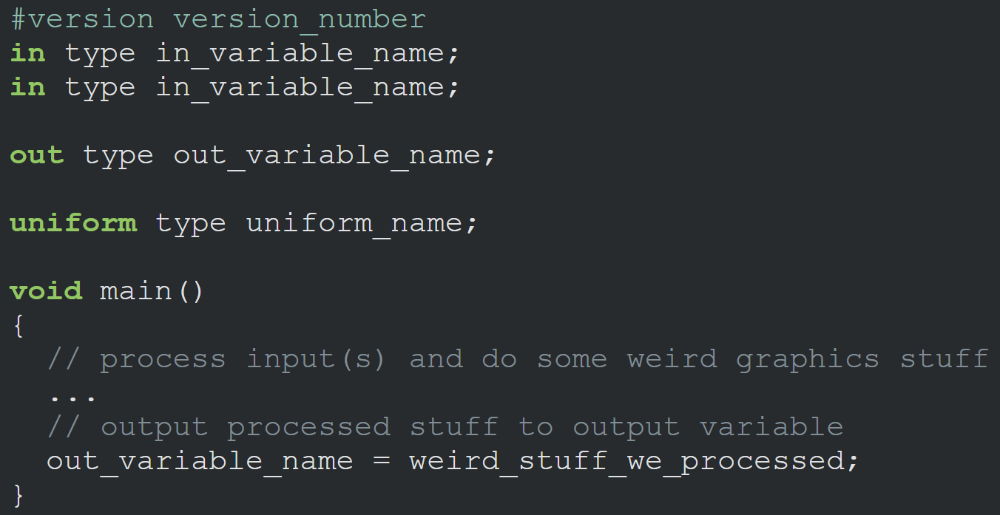 #version version_number
in type in_variable_name;
in type in_variable_name;
out type out_variable_name;
uniform type uniform_name;
void main()
{
// process input(s) and do some weird graphics stuff
...
// output processed stuff to output variable
out_variable_name = weird_stuff_we_processed;
}